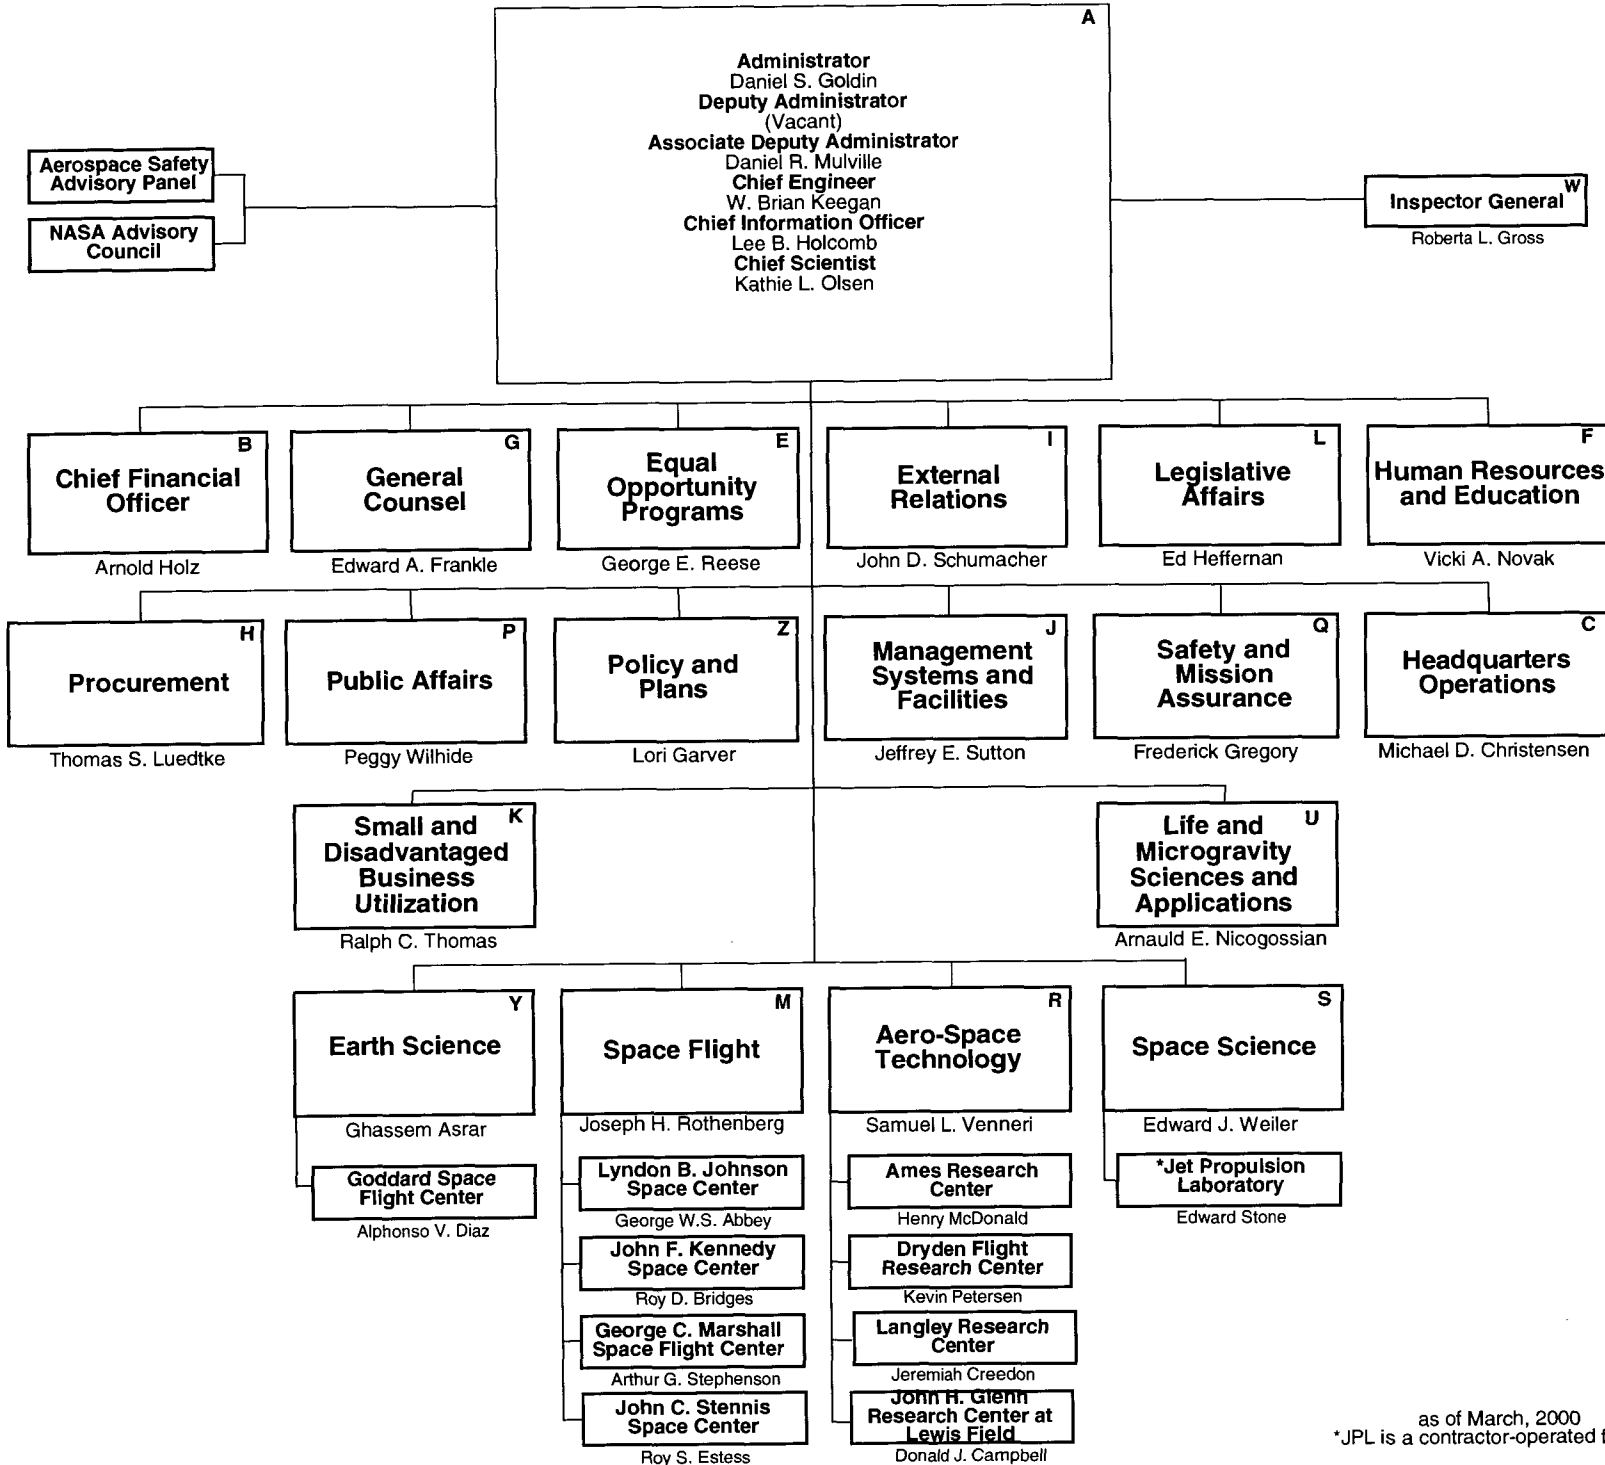 A
Administrator
Daniel S. Goldin
Deputy Administrator
(Vacant)
Associate Deputy Administrator
Daniel R. Mulville
Chief Engineer
W. Brian Keegan
Chief Information Officer
Lee B. Holcomb
Chief Scientist
Kathie L. Olsen
Aerospace Safety
Advisory Panel
NASA Advisory
Council
W
Inspector General
Roberta L. Gross
B
Chief Financial
Officer
Arnold Holz
G
General
Counsel
Edward A. Frankle
E
Equal
Opportunity
Programs
George E. Reese
I
External
Relations
John D. Schumacher
L
Legislative
Affairs
Ed Heffernan
F
Human Resources
and Education
Vicki A. Novak
H
Procurement
Thomas S. Luedtke
P
Public Affairs
Peggy Wilhide
Z
Policy and
Plans
Lori Garver
J
Management
Systems and
Facilities
Jeffrey E. Sutton
Q
Safety and
Mission
Assurance
Frederick Gregory
C
Headquarters
Operations
Michael D. Christensen
K
Small and
Disadvantaged
Business
Utilization
Ralph C. Thomas
U
Life and
Microgravity
Sciences and
Applications
Arnauld E. Nicogossian
Y
Earth Science
Ghassem Asrar
Goddard Space
Flight Center
Alphonso V. Diaz
M
Space Flight
Joseph H. Rothenberg
Lyndon B. Johnson
Space Center
George W.S. Abbey
John F. Kennedy
Space Center
Roy D. Bridges
George C. Marshall
Space Flight Center
Arthur G. Stephenson
John C. Stennis
Space Center
Roy S. Estess
R
Aero-Space
Technology
Samuel L. Venneri
Ames Research
Center
Henry McDonald
Dryden Flight
Research Center
Kevin Petersen
Langley Research
Center
Jeremiah Creedon
John H. Glenn
Research Center at
Lewis Field
Donald J. Campbell
S
Space Science
Edward J. Weiler
*Jet Propulsion
Laboratory
Edward Stone
as of March, 2000
*JPL is a contractor-operated